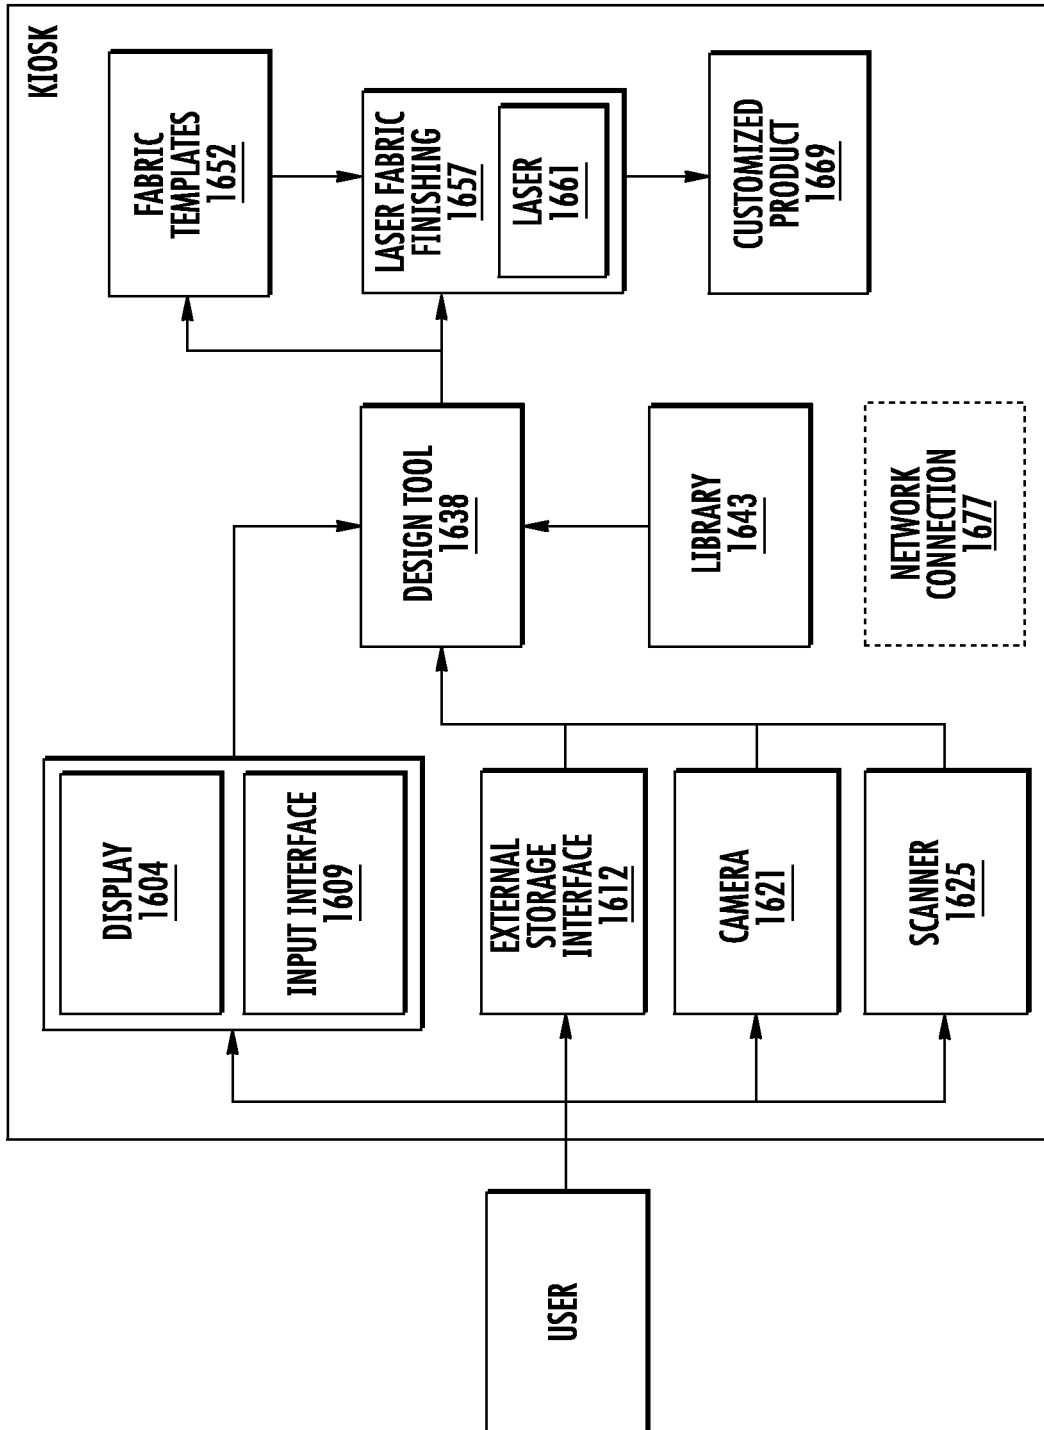 KIOSK
FABRIC
TEMPLATES
1652
LASER FABRIC
FINISHING
1657
LASER
1661
CUSTOMIZED
PRODUCT
1669
DESIGN TOOL
1638
LIBRARY
1643
NETWORK
CONNECTION
1677
DISPLAY
1604
INPUT INTERFACE
1609
EXTERNAL
STORAGE
INTERFACE
1612
CAMERA
1621
SCANNER
1625
USER